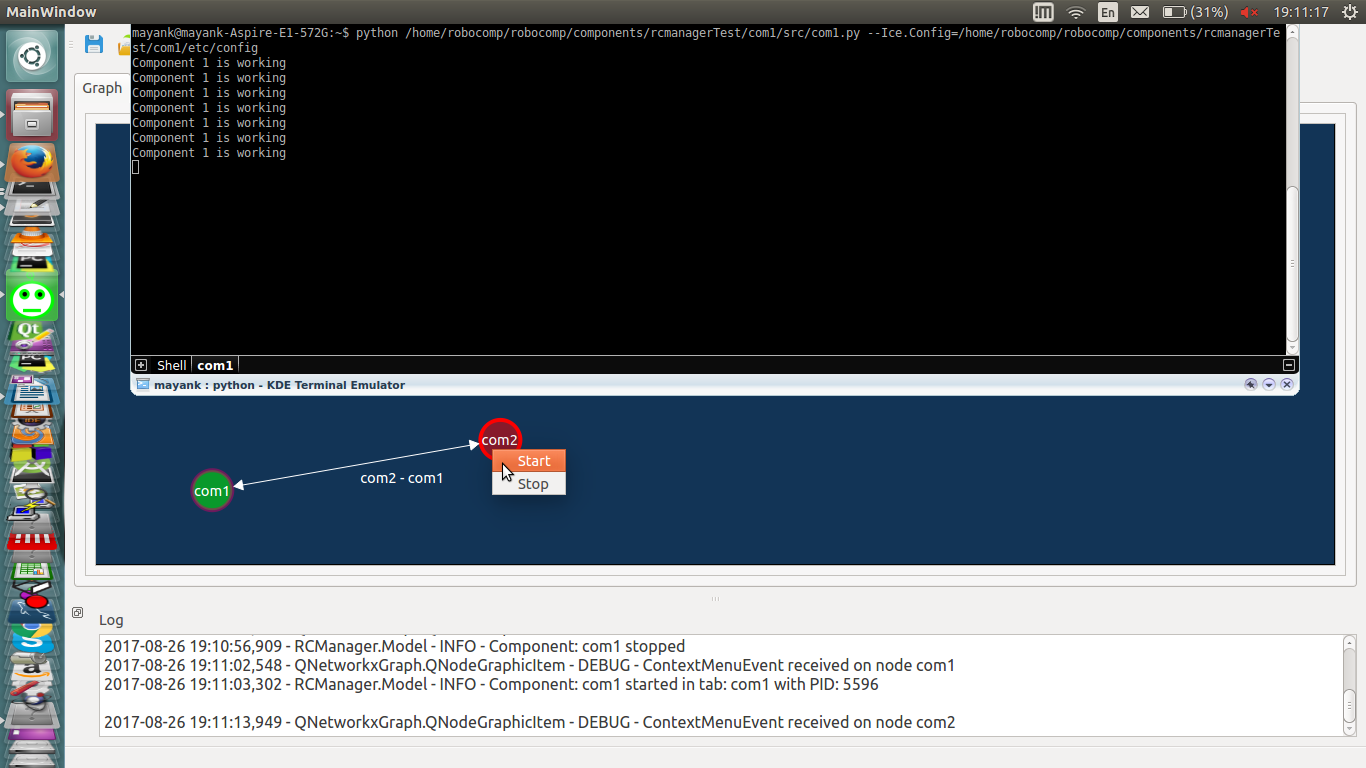 MainWindow
En
(31%)
19:11:17
mayank@mayank-Aspire-E1-572G:~$ python /home/robocomp/robocomp/components/rcmanagerTest/com1/src/com1.py --Ice.Config=/home/robocomp/robocomp/components/rcmanagerTe
st/com1/etc/config
Component 1 is working
Component 1 is working
Component 1 is working
Component 1 is working
Component 1 is working
Component 1 is working
Component 1 is working
Graph
Shell
com1
mayank : python - KDE Terminal Emulator
com2
com1
com2 - com1
Start
Stop
Log
2017-08-26 19:10:56,909 - RCManager.Model - INFO - Component: com1 stopped
2017-08-26 19:11:02,548 - QNetworkxGraph.QNodeGraphicItem - DEBUG - ContextMenuEvent received on node com1
2017-08-26 19:11:03,302 - RCManager.Model - INFO - Component: com1 started in tab: com1 with PID: 5596
2017-08-26 19:11:13,949 - QNetworkxGraph.QNodeGraphicItem - DEBUG - ContextMenuEvent received on node com2